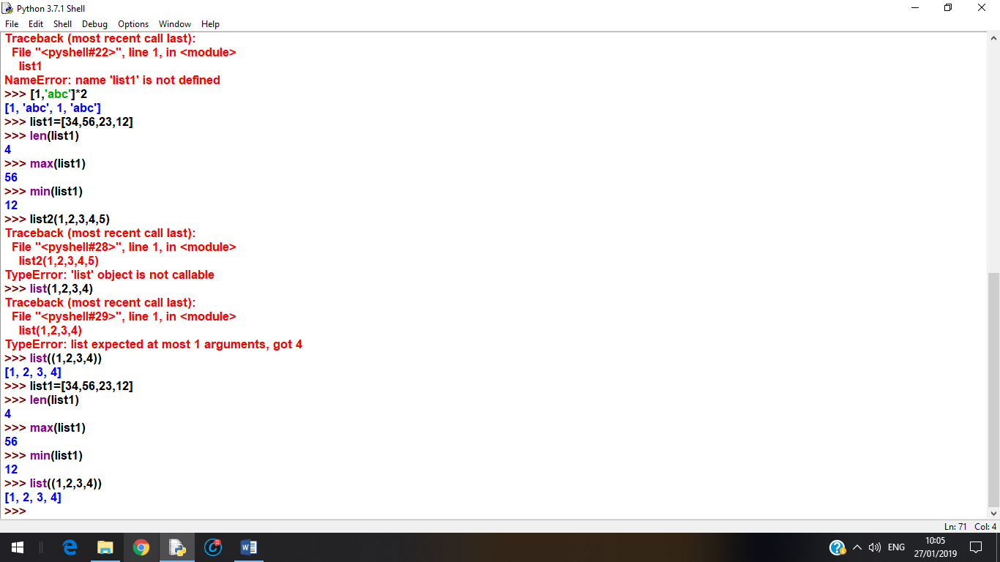 Python 3.7.1 Shell
File Edit Shell Debug Options Window Help
Traceback (most recent call last):
  File "<pyshell#22>", line 1, in <module>
    list1
NameError: name 'list1' is not defined
>>> [1,'abc']*2
[1, 'abc', 1, 'abc']
>>> list1=[34,56,23,12]
>>> len(list1)
4
>>> max(list1)
56
>>> min(list1)
12
>>> list2(1,2,3,4,5)
Traceback (most recent call last):
  File "<pyshell#28>", line 1, in <module>
    list2(1,2,3,4,5)
TypeError: 'list' object is not callable
>>> list(1,2,3,4)
Traceback (most recent call last):
  File "<pyshell#29>", line 1, in <module>
    list(1,2,3,4)
TypeError: list expected at most 1 arguments, got 4
>>> list((1,2,3,4))
[1, 2, 3, 4]
>>> list1=[34,56,23,12]
>>> len(list1)
4
>>> max(list1)
56
>>> min(list1)
12
>>> list((1,2,3,4))
[1, 2, 3, 4]
>>>
Ln: 71 Col: 4
ENG
10:05
27/01/2019